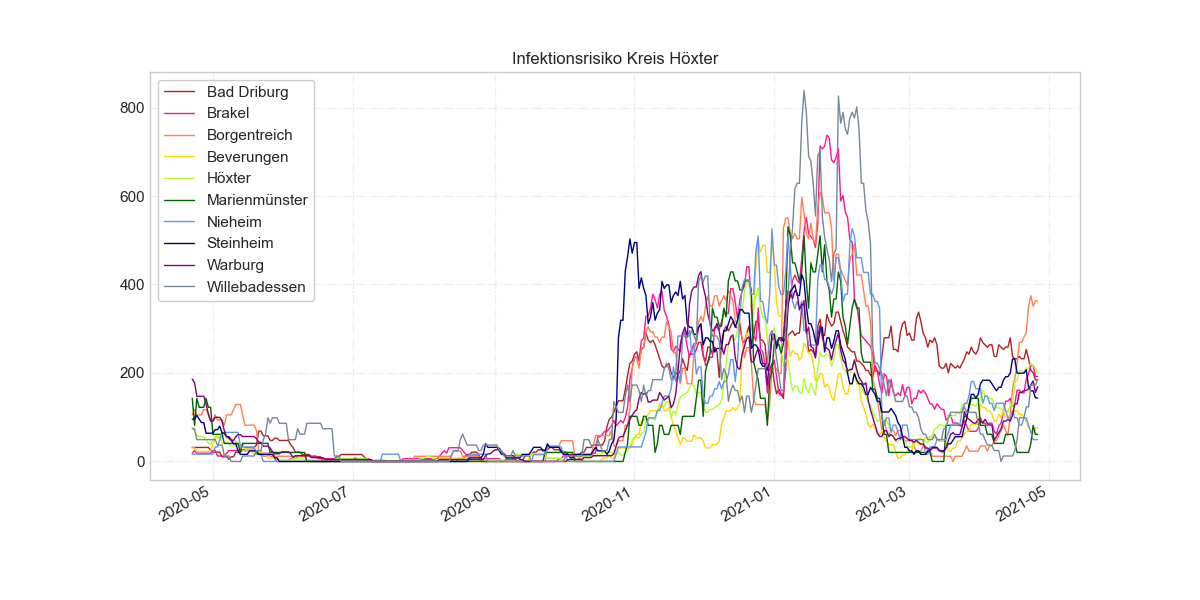 Infektionsrisiko Kreis Höxter
Bad Driburg
Brakel
Borgentreich
Beverungen
Höxter
Marienmünster
Nieheim
Steinheim
Warburg
Willebadessen
800
600
400
200
0
2020-05
2020-07
2020-09
2020-11
2021-01
2021-03
2021-05